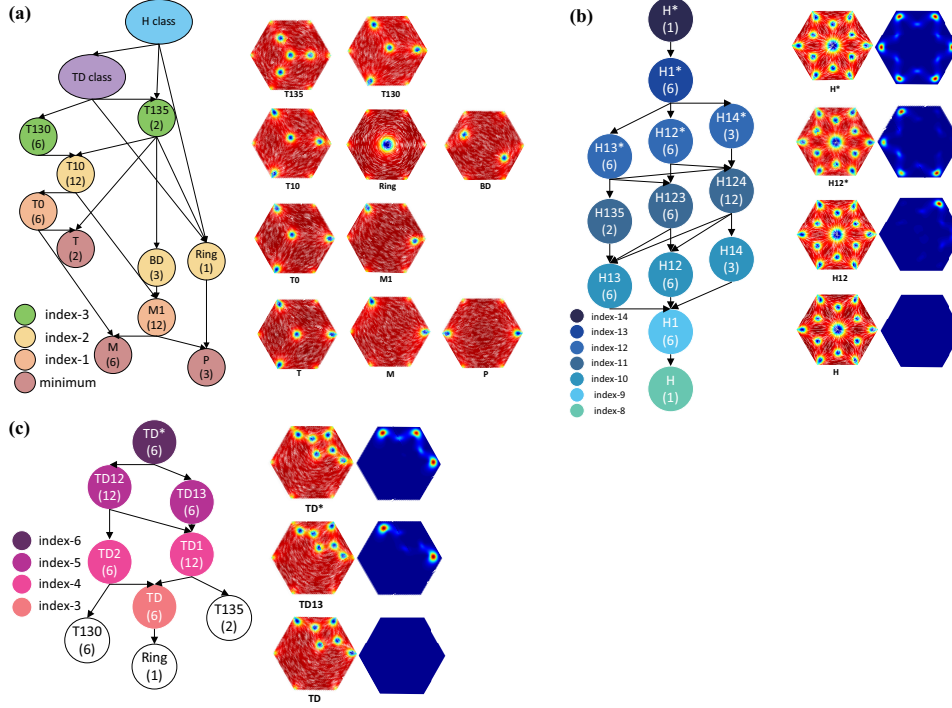 (a)
H class
TD class
T130
(6)
T135
(2)
T10
(12)
T0
(6)
T
(2)
BD
(3)
Ring
(1)
M1
(12)
M
(6)
P
(3)
index-3
index-2
index-1
minimum
T135
T130
T10
Ring
BD
T0
M1
T
M
P
(b)
H*
(1)
H1*
(6)
H14*
(3)
H12*
(6)
H13*
(6)
H124
(12)
H123
(6)
H135
(2)
H14
(3)
H12
(6)
H13
(6)
H1
(6)
H
(1)
index-14
index-13
index-12
index-11
index-10
index-9
index-8
H*
H12*
H12
H
(c)
TD*
(6)
TD12
(12)
TD13
(6)
TD2
(6)
TD1
(12)
TD
(6)
T130
(6)
T135
(2)
Ring
(1)
index-6
index-5
index-4
index-3
TD*
TD13
TD